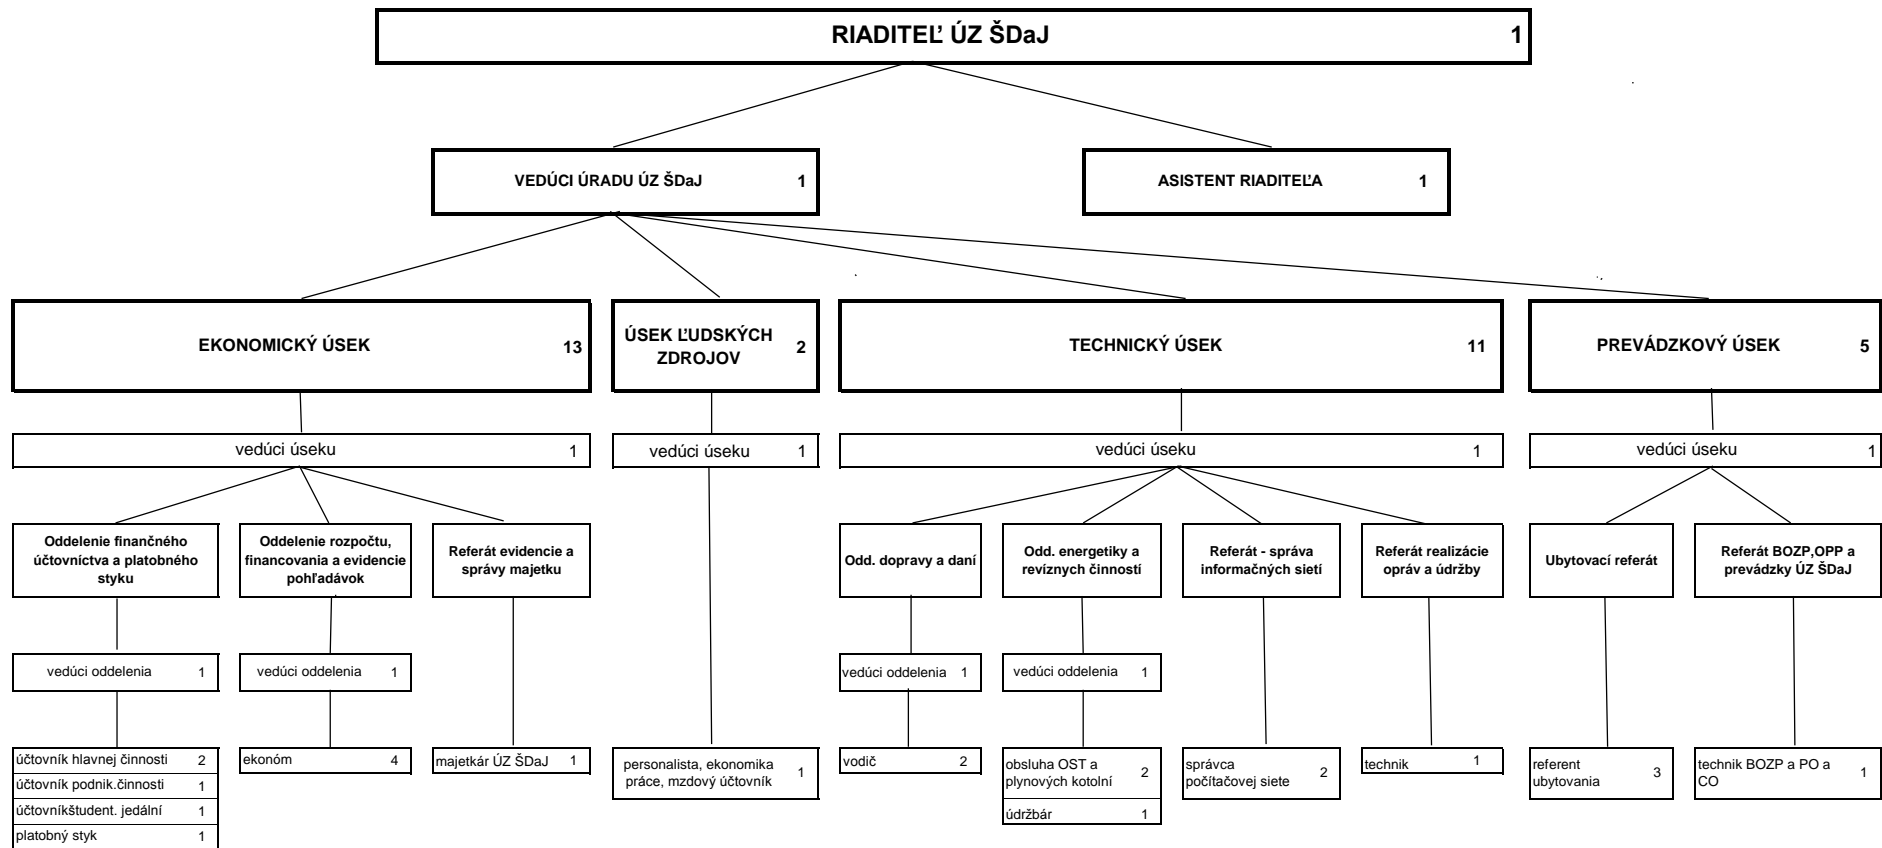 RIADITEĽ ÚZ ŠDaJ 1
VEDÚCI ÚRADU ÚZ ŠDaJ 1
ASISTENT RIADITEĽA 1
EKONOMICKÝ ÚSEK 13
ÚSEK ĽUDSKÝCH
ZDROJOV 2
TECHNICKÝ ÚSEK 11
PREVÁDZKOVÝ ÚSEK 5
vedúci úseku 1
vedúci úseku 1
vedúci úseku 1
vedúci úseku 1
Oddelenie finančného
účtovníctva a platobného
styku
Oddelenie rozpočtu,
financovania a evidencie
pohľadávok
Referát evidencie a
správy majetku
Odd. dopravy a daní
Odd. energetiky a
revíznych činností
Referát - správa
informačných sietí
Referát realizácie
opráv a údržby
Ubytovací referát
Referát BOZP,OPP a
prevádzky ÚZ ŠDaJ
vedúci oddelenia 1
vedúci oddelenia 1
vedúci oddelenia 1
vedúci oddelenia 1
účtovník hlavnej činnosti 2
účtovník podnik.činnosti 1
účtovníkštudent. jedální 1
platobný styk 1
ekonóm 4
majetkár ÚZ ŠDaJ 1
personalista, ekonomika
práce, mzdový účtovník 1
vodič 2
obsluha OST a
plynových kotolní 2
údržbár 1
správca
počítačovej siete 2
technik 1
referent
ubytovania 3
technik BOZP a PO a
CO 1